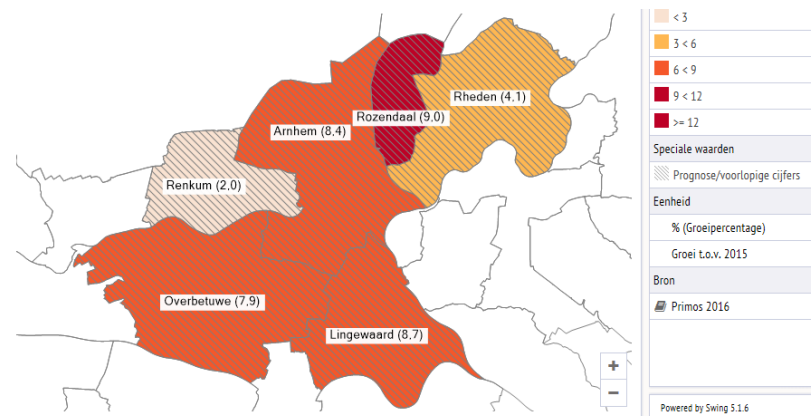 Rheden (4,1)
Rozendaal (9,0)
Arnhem (8,4)
Renkum (2,0)
Overbetuwe (7,9)
Lingewaard (8,7)
+
−
< 3
3 < 6
6 < 9
9 < 12
>= 12
Speciale waarden
Prognose/voorlopige cijfers
Eenheid
% (Groeipercentage)
Groei t.o.v. 2015
Bron
Primos 2016
Powered by Swing 5.1.6